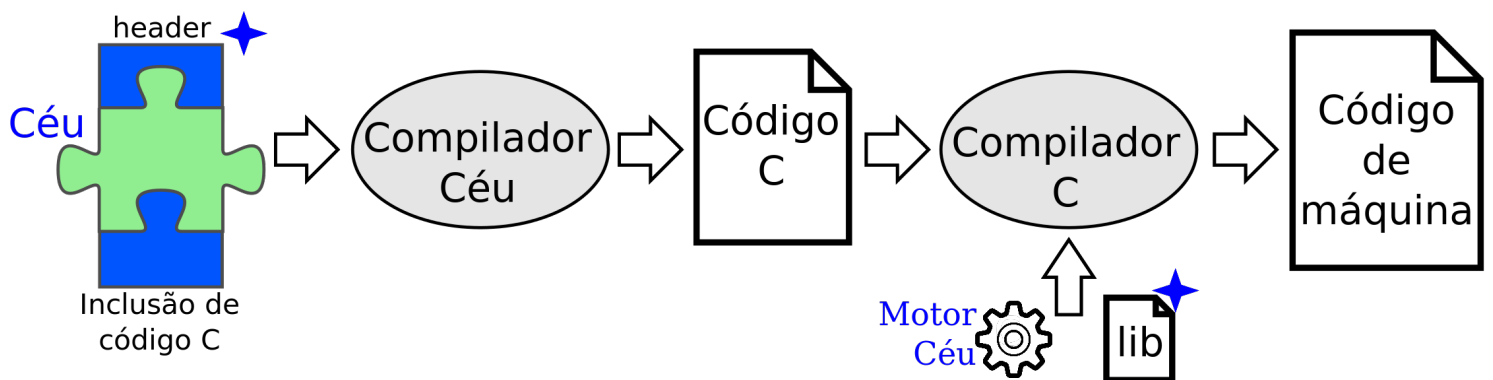 header
Céu
Inclusão de
código C
Compilador
Céu
Código
C
Compilador
C
Motor
Céu
lib
Código
de
máquina